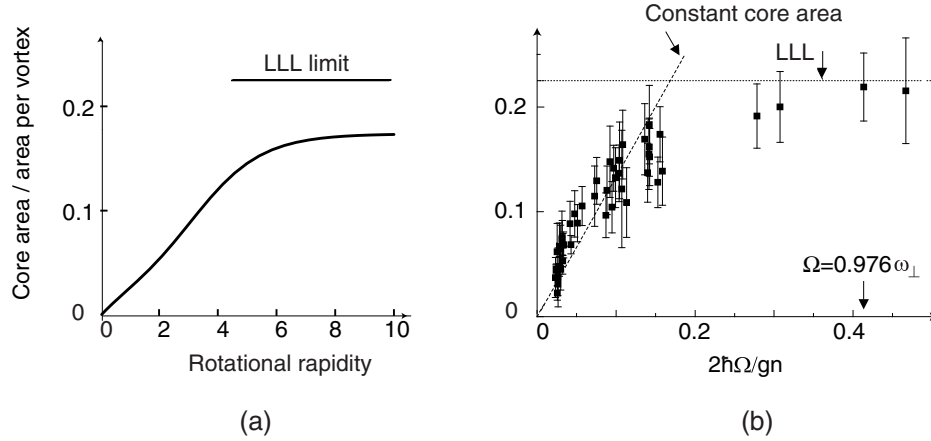 Core area / area per vortex
LLL limit
0.2
0.1
0
0 2 4 6 8 10
Rotational rapidity
(a)
Constant core area
LLL
0.2
0.1
0
Ω=0.976 ω⊥
0 0.2 0.4
2ħΩ/gn
(b)